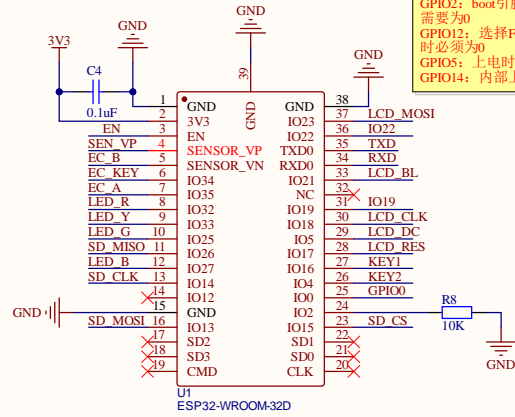 GPIO2：boot引脚
需要为0
GPIO12：选择F
时必须为0
GPIO5：上电时
GPIO14：内部上
GND
3V3
GND
GND
C4
0.1uF
39
GND
1 GND GND 38
2 3V3 IO23 37 LCD_MOSI
EN 3 EN IO22 36 IO22
SEN_VP 4 SENSOR_VP TXD0 35 TXD
EC_B 5 SENSOR_VN RXD0 34 RXD
EC_KEY 6 IO34 IO21 33 LCD_BL
EC_A 7 IO35 NC 32
LED_R 8 IO32 IO19 31 IO19
LED_Y 9 IO33 IO18 30 LCD_CLK
LED_G 10 IO25 IO5 29 LCD_DC
SD_MISO 11 IO26 IO17 28 LCD_RES
LED_B 12 IO27 IO16 27 KEY1
SD_CLK 13 IO14 IO4 26 KEY2
14 IO12 IO0 25 GPIO0
GND 15 GND IO2 24 R8
SD_MOSI 16 IO13 IO15 23 SD_CS 10K
17 SD2 SD1 22
18 SD3 SD0 21
19 CMD CLK 20
GND
U1
ESP32-WROOM-32D